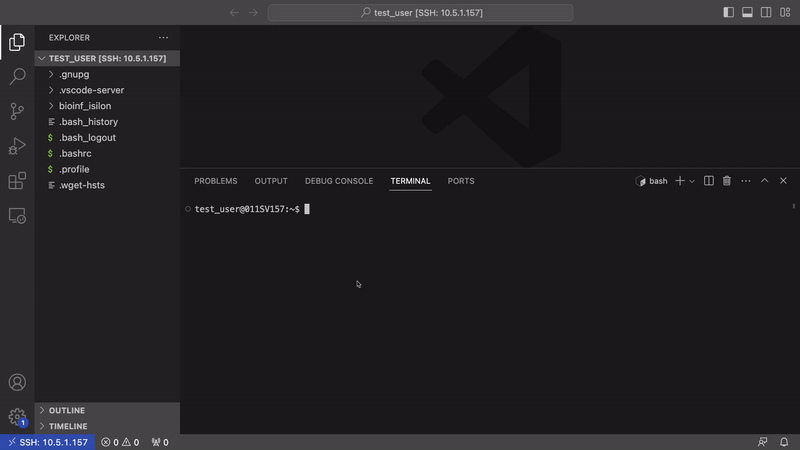 test_user [SSH: 10.5.1.157]
EXPLORER
TEST_USER [SSH: 10.5.1.157]
.gnupg
.vscode-server
bioinf_isilon
.bash_history
$ .bash_logout
$ .bashrc
$ .profile
.wget-hsts
PROBLEMS OUTPUT DEBUG CONSOLE TERMINAL PORTS bash
test_user@011SV157:~$
OUTLINE
TIMELINE
1
SSH: 10.5.1.157 0 0 0